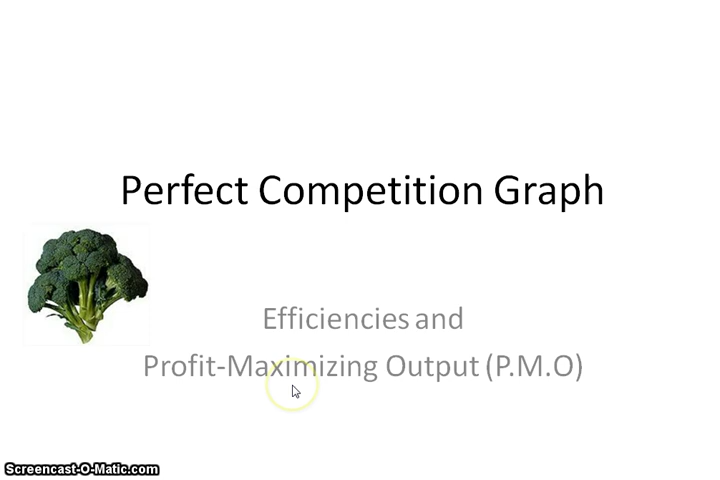 Perfect Competition Graph
Efficiencies and
Profit-Maximizing Output (P.M.O)
Screencast-O-Matic.com